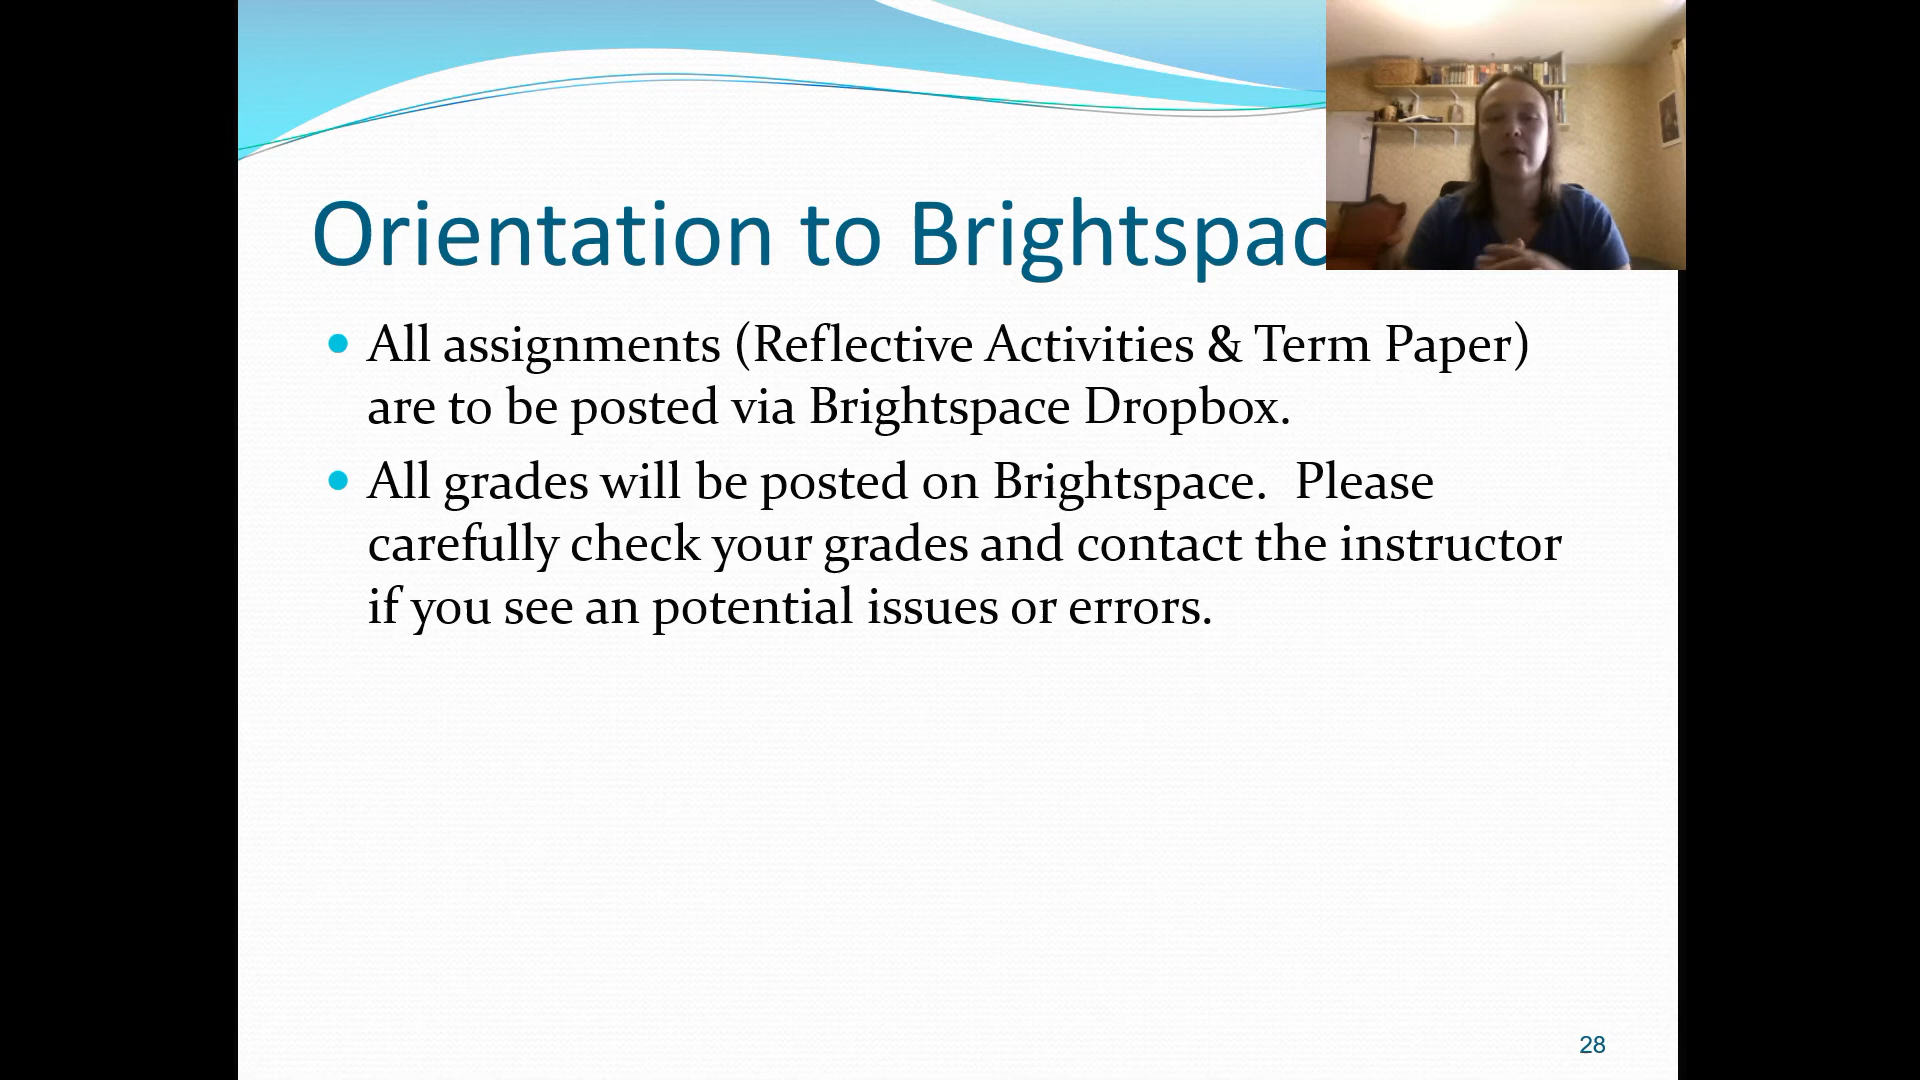 Orientation to Brightspac
• All assignments (Reflective Activities & Term Paper)
are to be posted via Brightspace Dropbox.
• All grades will be posted on Brightspace.  Please
carefully check your grades and contact the instructor
if you see an potential issues or errors.
28